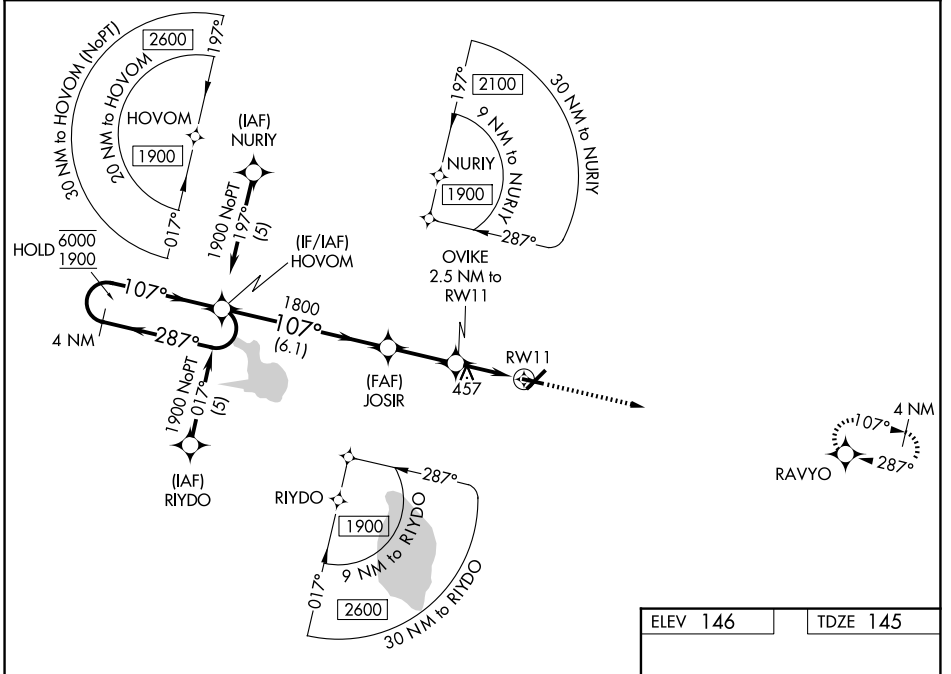 30 NM to HOVOM (NoPT)
20 NM to HOVOM
2600
197°
HOVOM
1900
017°
(IAF)
NURIY
1900 NoPT
197°
(5)
2100
197°
30 NM to NURIY
9 NM to NURIY
NURIY
1900
287°
HOLD
6000
1900
(IF/IAF)
HOVOM
OVIKE
2.5 NM to
RW11
107°
4 NM
287°
1800
107°
(6.1)
(FAF)
JOSIR
457
RW11
1900 NoPT
017°
(5)
(IAF)
RIYDO
4 NM
107°
287°
RAVYO
RIYDO
287°
1900
9 NM to RIYDO
017°
2600
30 NM to RIYDO
ELEV 146
TDZE 145